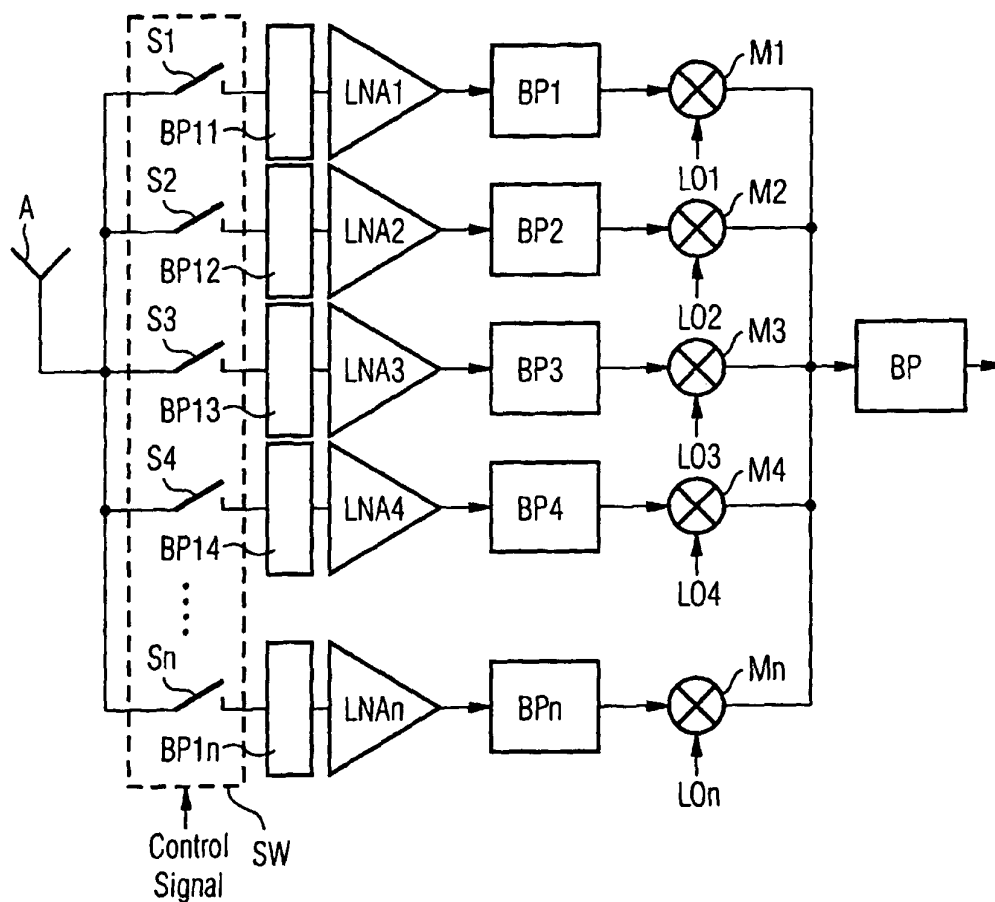 S1
LNA1
BP1
M1
BP11
LO1
S2
M2
A
LNA2
BP2
BP12
LO2
S3
M3
LNA3
BP3
BP
BP13
LO3
S4
M4
LNA4
BP4
BP14
LO4
Sn
Mn
LNAn
BPn
BP1n
LOn
Control
Signal
SW